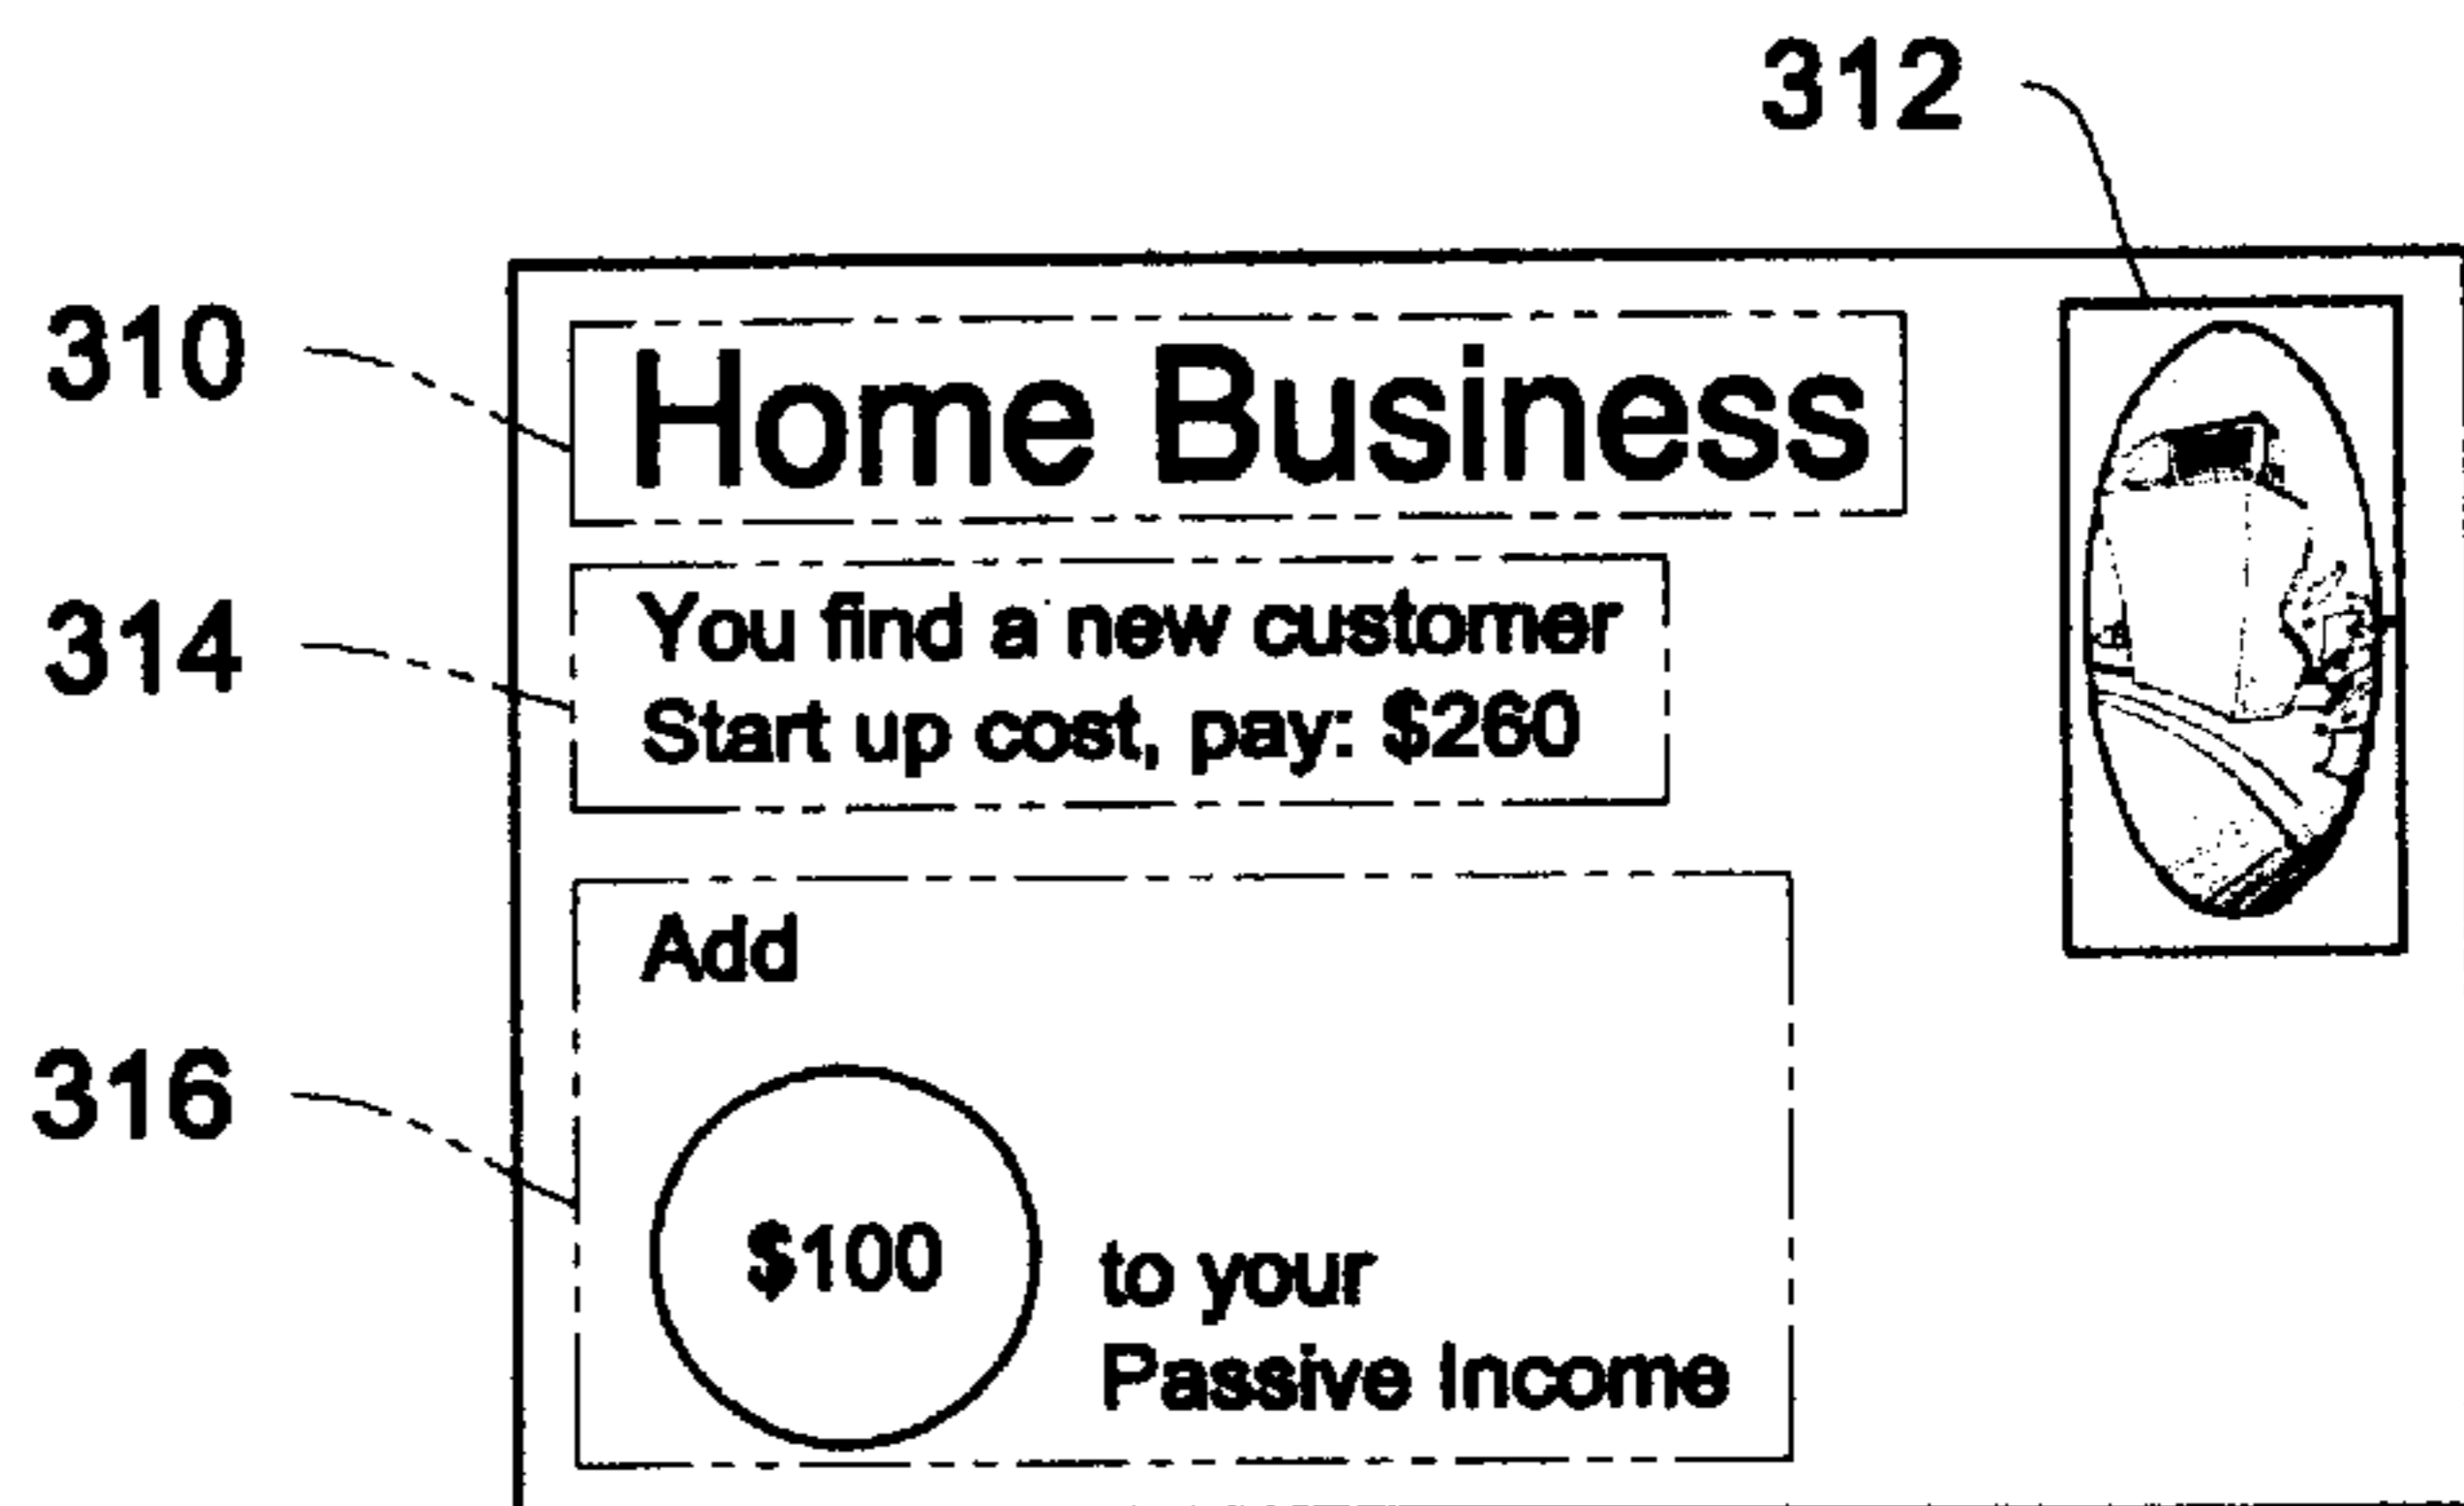 312
310
Home Business
314
You find a new customer
Start up cost, pay: $260
Add
316
$100
to your
Passive Income